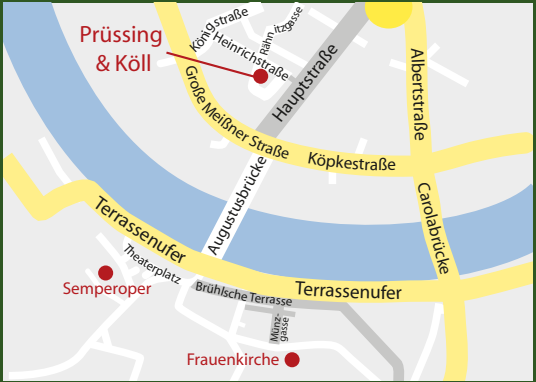 Prüssing
& Köll
Königstraße
Heinrichstraße
Rähnitzgasse
Hauptstraße
Albertstraße
Große Meißner Straße
Köpkestraße
Augustusbrücke
Carolabrücke
Terrassenufer
Theaterplatz
Semperoper
Brühlsche Terrasse
Terrassenufer
Münz-
gasse
Frauenkirche